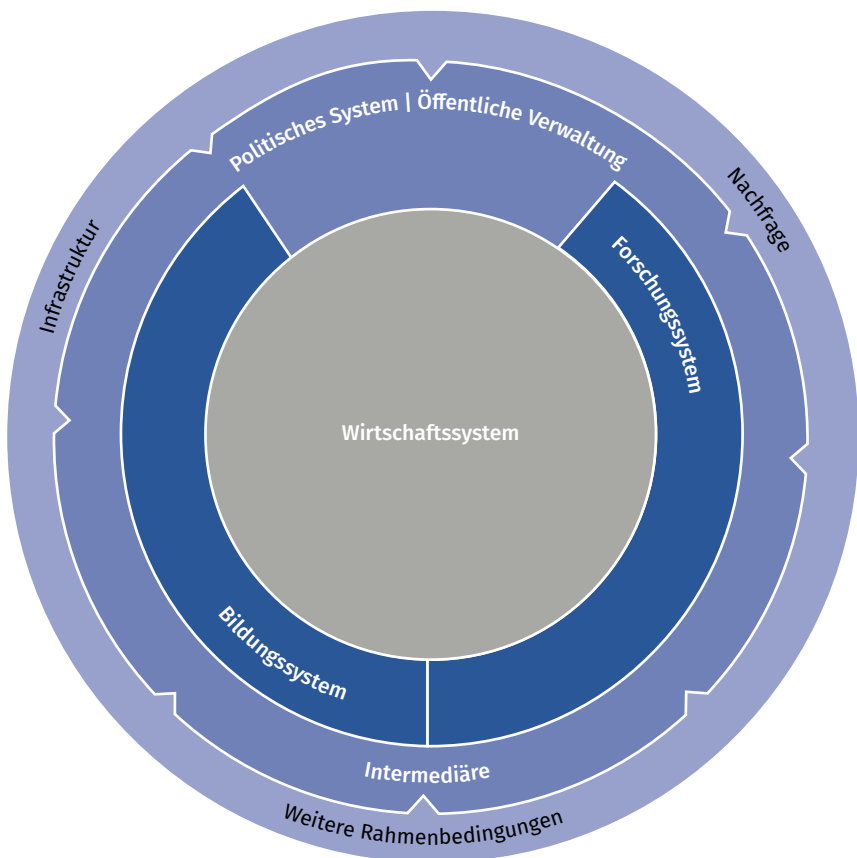 Politisches System | Öffentliche Verwaltung
Nachfrage
Infrastruktur
Forschungssystem
Wirtschaftssystem
Bildungssystem
Intermediäre
Weitere Rahmenbedingungen